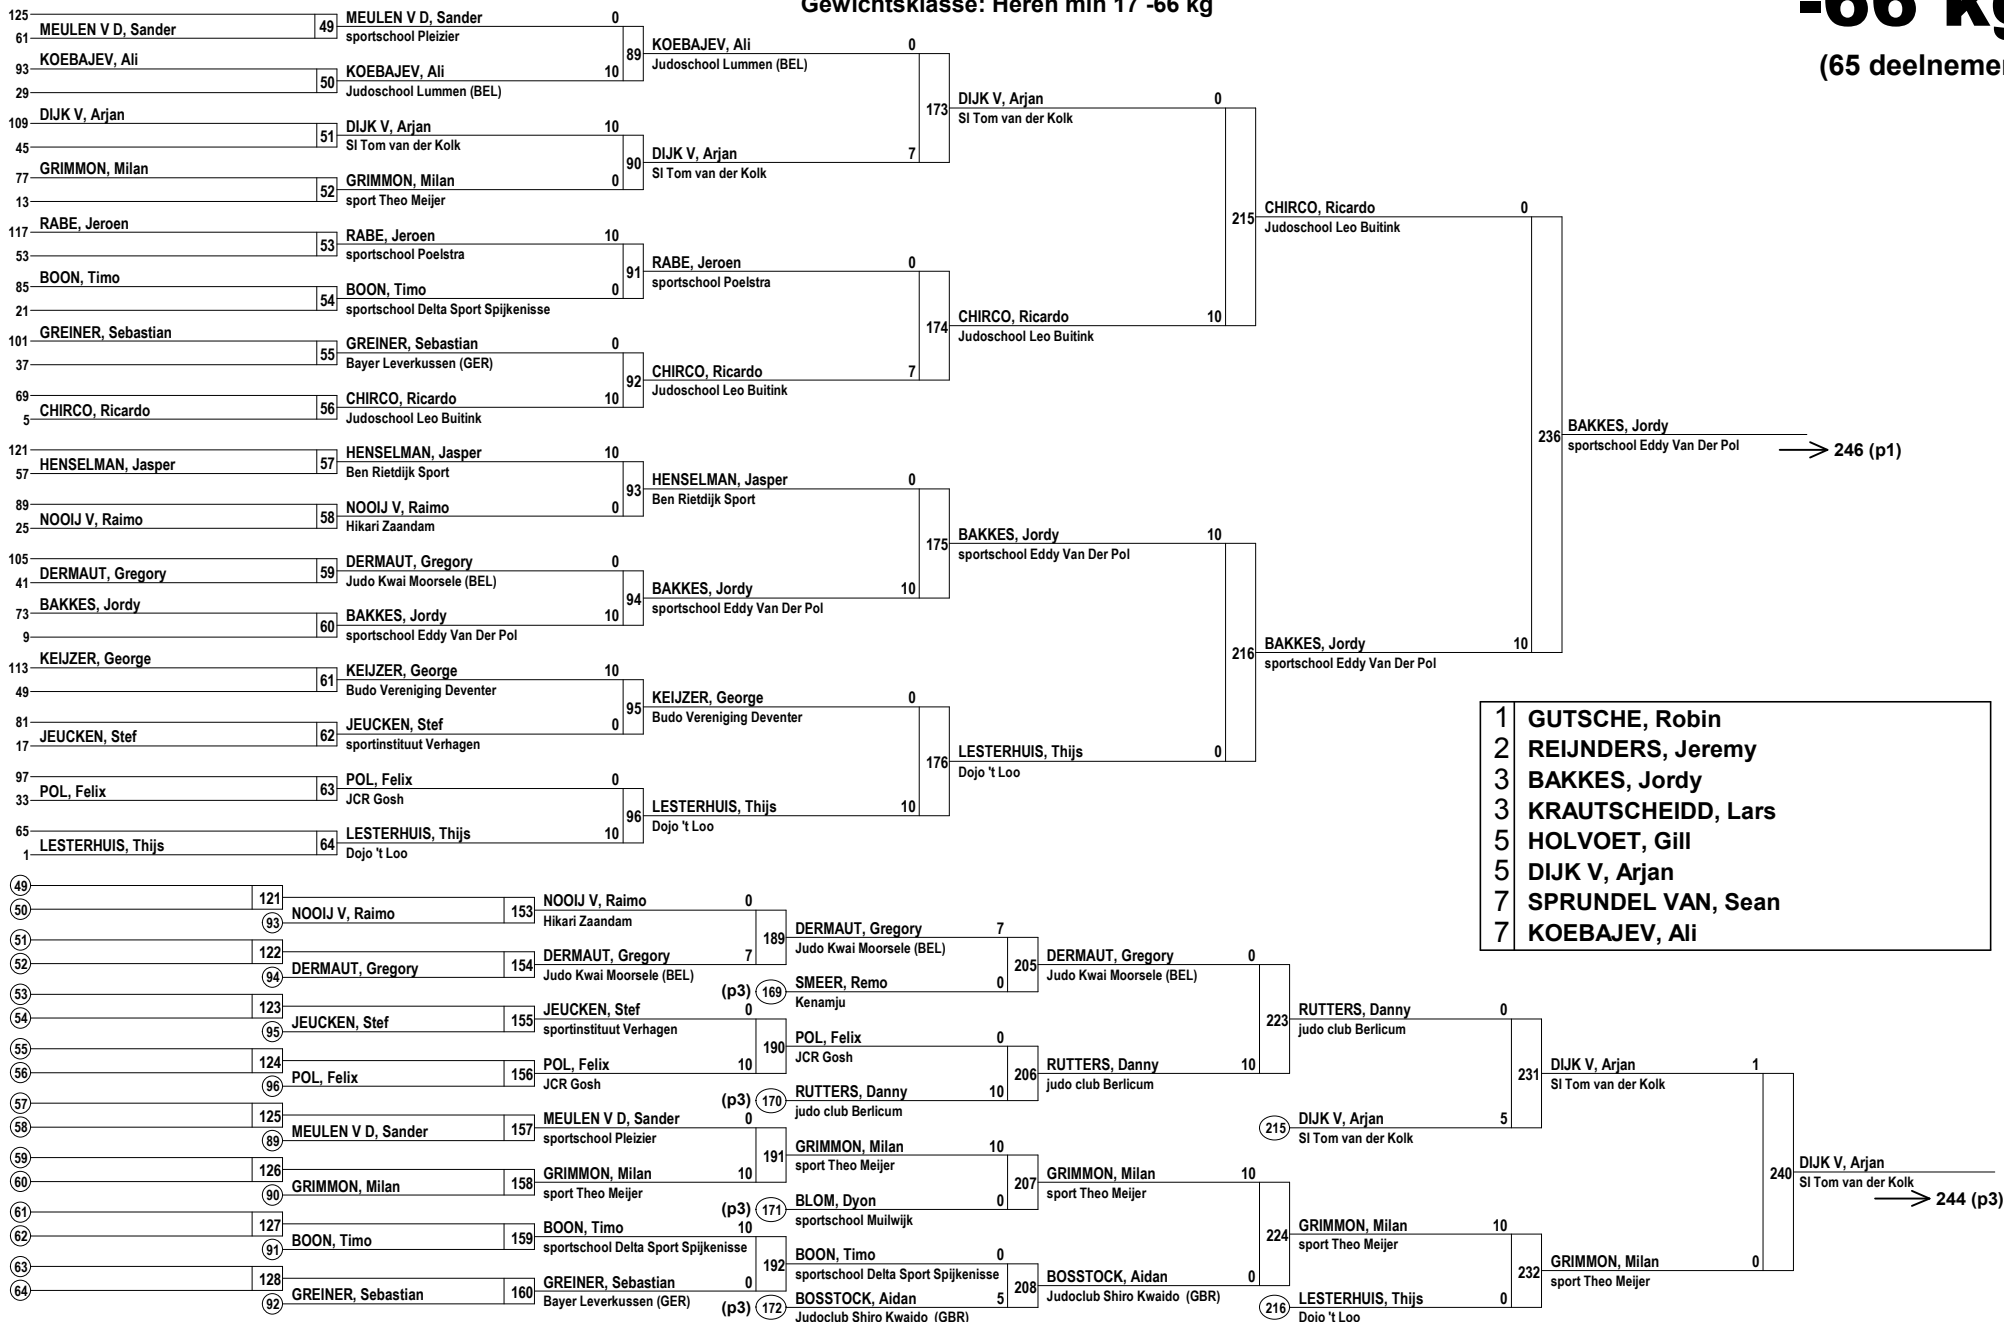 Gewichtsklasse: Heren min 17 -66 kg
-66 kg
(65 deelnemer
125
61
MEULEN V D, Sander
49
MEULEN V D, Sander 0
sportschool Pleizier
93
29
KOEBAJEV, Ali
50
KOEBAJEV, Ali 10
Judoschool Lummen (BEL)
109
45
DIJK V, Arjan
51
DIJK V, Arjan 10
SI Tom van der Kolk
77
13
GRIMMON, Milan
52
GRIMMON, Milan 0
sport Theo Meijer
117
53
RABE, Jeroen
53
RABE, Jeroen 10
sportschool Poelstra
85
21
BOON, Timo
54
BOON, Timo 0
sportschool Delta Sport Spijkenisse
101
37
GREINER, Sebastian
55
GREINER, Sebastian 0
Bayer Leverkussen (GER)
69
5
CHIRCO, Ricardo
56
CHIRCO, Ricardo 10
Judoschool Leo Buitink
121
57
HENSELMAN, Jasper
57
HENSELMAN, Jasper 10
Ben Rietdijk Sport
89
25
NOOIJ V, Raimo
58
NOOIJ V, Raimo 0
Hikari Zaandam
105
41
DERMAUT, Gregory
59
DERMAUT, Gregory 0
Judo Kwai Moorsele (BEL)
73
9
BAKKES, Jordy
60
BAKKES, Jordy 10
sportschool Eddy Van Der Pol
113
49
KEIJZER, George
61
KEIJZER, George 10
Budo Vereniging Deventer
81
17
JEUCKEN, Stef
62
JEUCKEN, Stef 0
sportinstituut Verhagen
97
33
POL, Felix
63
POL, Felix 0
JCR Gosh
65
1
LESTERHUIS, Thijs
64
LESTERHUIS, Thijs 10
Dojo 't Loo
89
KOEBAJEV, Ali 0
Judoschool Lummen (BEL)
90
DIJK V, Arjan 7
SI Tom van der Kolk
91
RABE, Jeroen 0
sportschool Poelstra
92
CHIRCO, Ricardo 7
Judoschool Leo Buitink
93
HENSELMAN, Jasper 0
Ben Rietdijk Sport
94
BAKKES, Jordy 10
sportschool Eddy Van Der Pol
95
KEIJZER, George 0
Budo Vereniging Deventer
96
LESTERHUIS, Thijs 10
Dojo 't Loo
173
DIJK V, Arjan 0
SI Tom van der Kolk
174
CHIRCO, Ricardo 10
Judoschool Leo Buitink
175
BAKKES, Jordy 10
sportschool Eddy Van Der Pol
176
LESTERHUIS, Thijs 0
Dojo 't Loo
215
CHIRCO, Ricardo 0
Judoschool Leo Buitink
216
BAKKES, Jordy 10
sportschool Eddy Van Der Pol
236
BAKKES, Jordy
sportschool Eddy Van Der Pol
246 (p1)
1 GUTSCHE, Robin
2 REIJNDERS, Jeremy
3 BAKKES, Jordy
3 KRAUTSCHEIDD, Lars
5 HOLVOET, Gill
5 DIJK V, Arjan
7 SPRUNDEL VAN, Sean
7 KOEBAJEV, Ali
49
50
121
93
NOOIJ V, Raimo
153
NOOIJ V, Raimo 0
Hikari Zaandam
51
52
122
94
DERMAUT, Gregory
154
DERMAUT, Gregory 7
Judo Kwai Moorsele (BEL)
53
54
123
95
JEUCKEN, Stef
155
JEUCKEN, Stef 0
sportinstituut Verhagen
55
56
124
96
POL, Felix
156
POL, Felix 10
JCR Gosh
57
58
125
89
MEULEN V D, Sander
157
MEULEN V D, Sander 0
sportschool Pleizier
59
60
126
90
GRIMMON, Milan
158
GRIMMON, Milan 10
sport Theo Meijer
61
62
127
91
BOON, Timo
159
BOON, Timo 10
sportschool Delta Sport Spijkenisse
63
64
128
92
GREINER, Sebastian
160
GREINER, Sebastian 0
Bayer Leverkussen (GER)
189
DERMAUT, Gregory 7
Judo Kwai Moorsele (BEL)
(p3) 169
SMEER, Remo 0
Kenamju
190
POL, Felix 0
JCR Gosh
(p3) 170
RUTTERS, Danny 10
judo club Berlicum
191
GRIMMON, Milan 10
sport Theo Meijer
(p3) 171
BLOM, Dyon 0
sportschool Muilwijk
192
BOON, Timo 0
sportschool Delta Sport Spijkenisse
(p3) 172
BOSSTOCK, Aidan 5
Judoclub Shiro Kwaido (GBR)
205
DERMAUT, Gregory 0
Judo Kwai Moorsele (BEL)
206
RUTTERS, Danny 10
judo club Berlicum
207
GRIMMON, Milan 10
sport Theo Meijer
208
BOSSTOCK, Aidan 0
Judoclub Shiro Kwaido (GBR)
223
RUTTERS, Danny 0
judo club Berlicum
215
DIJK V, Arjan 5
SI Tom van der Kolk
224
GRIMMON, Milan 10
sport Theo Meijer
216
LESTERHUIS, Thijs 0
Dojo 't Loo
231
DIJK V, Arjan 1
SI Tom van der Kolk
232
GRIMMON, Milan 0
sport Theo Meijer
240
DIJK V, Arjan
SI Tom van der Kolk
244 (p3)